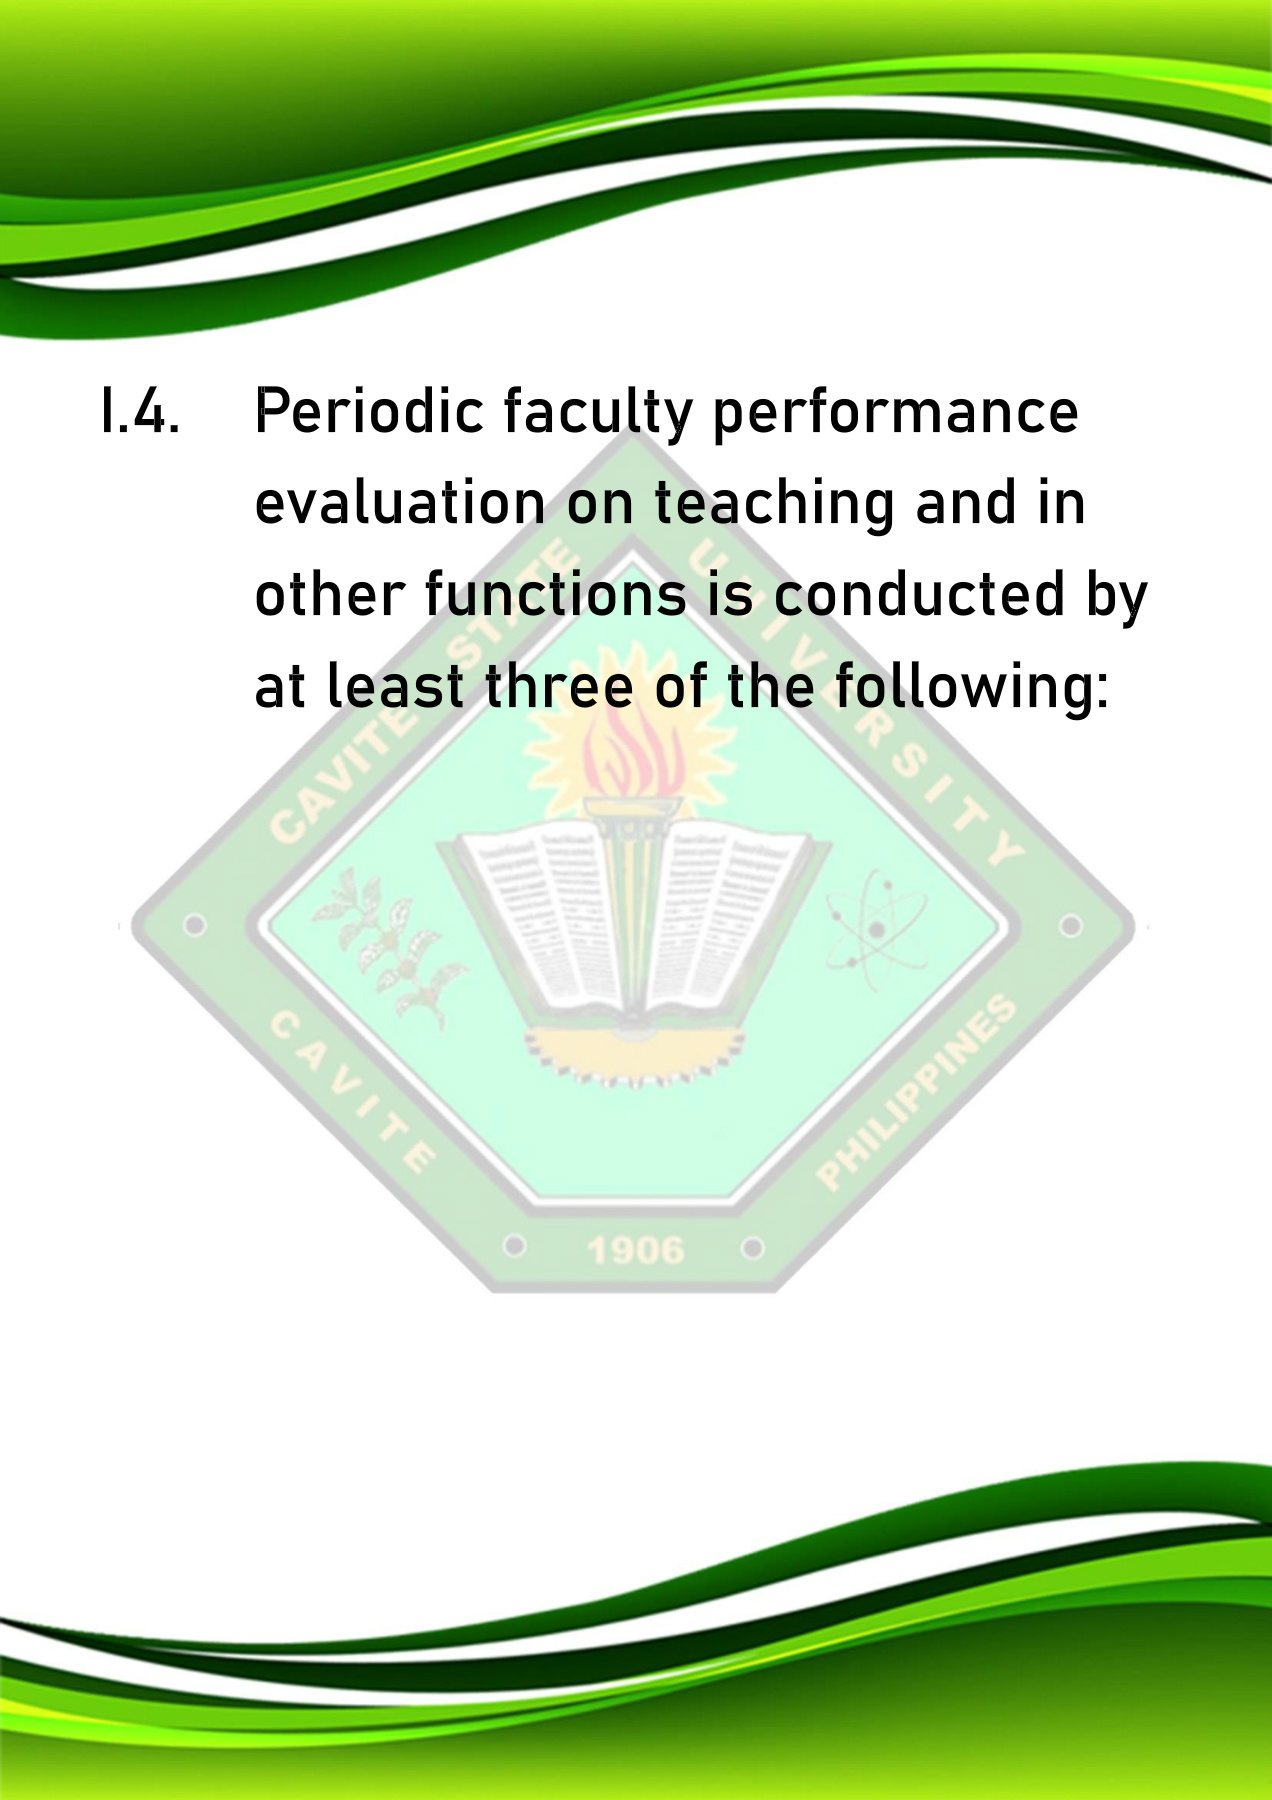 I.4. Periodic faculty performance
evaluation on teaching and in
other functions is conducted by
at least three of the following:
CAVITE STATE UNIVERSITY
CAVITE
PHILIPPINES
1906